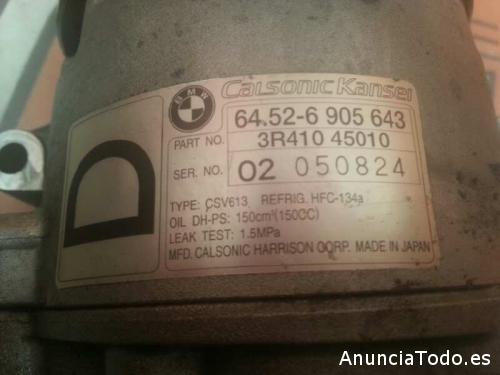 BMW
Calsonic Kansei
64.52-6 905 643
PART NO. 3R410 45010
SER. NO. 02 050824
D
TYPE: CSV613 REFRIG. HFC-134a
OIL DH-PS: 150cm³(150CC)
LEAK TEST: 1.5MPa
MFD. CALSONIC HARRISON CORP. MADE IN JAPAN
AnunciaTodo.es